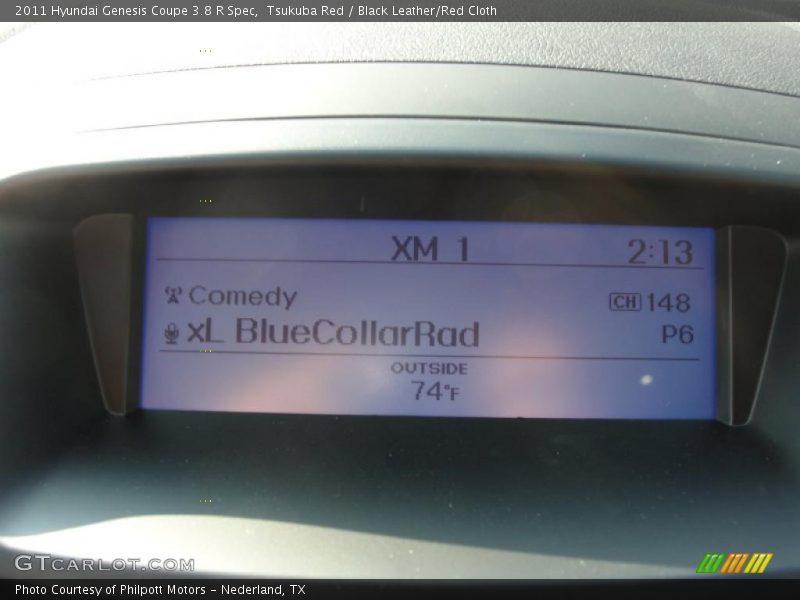 2011 Hyundai Genesis Coupe 3.8 R Spec,  Tsukuba Red / Black Leather/Red Cloth
XM 1 2:13
Comedy CH 148
xL BlueCollarRad P6
OUTSIDE
74°F
GTCARLOT.COM
Photo Courtesy of Philpott Motors - Nederland, TX